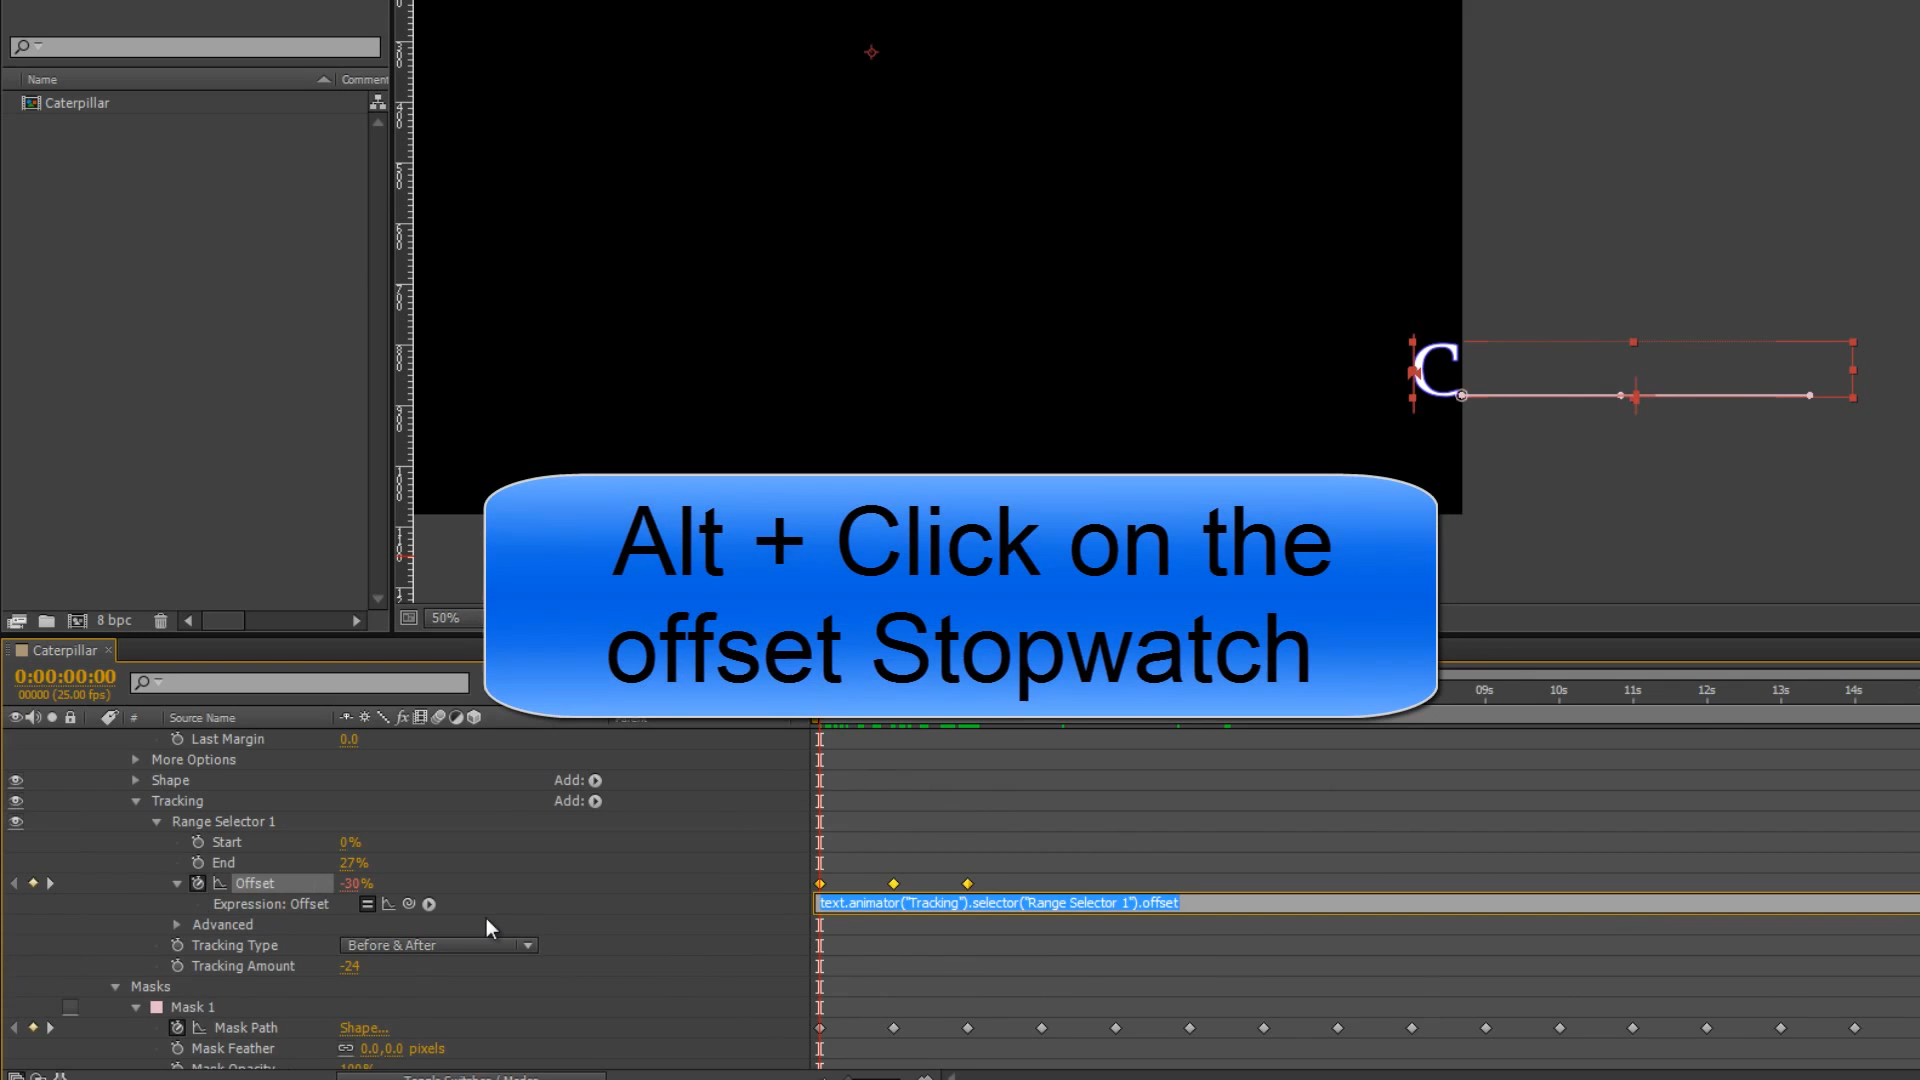 Name
Comment
Caterpillar
8 bpc
50%
Alt + Click on the
offset Stopwatch
Caterpillar
0:00:00:00
00000 (25.00 fps)
09s 10s 11s 12s 13s 14s
# Source Name
Last Margin 0.0
More Options
Shape Add:
Tracking Add:
Range Selector 1
Start 0%
End 27%
Offset -30%
Expression: Offset
text.animator("Tracking").selector("Range Selector 1").offset
Advanced
Tracking Type Before & After
Tracking Amount -24
Masks
Mask 1
Mask Path Shape...
Mask Feather 0.0,0.0 pixels
Mask Opacity 100%
C